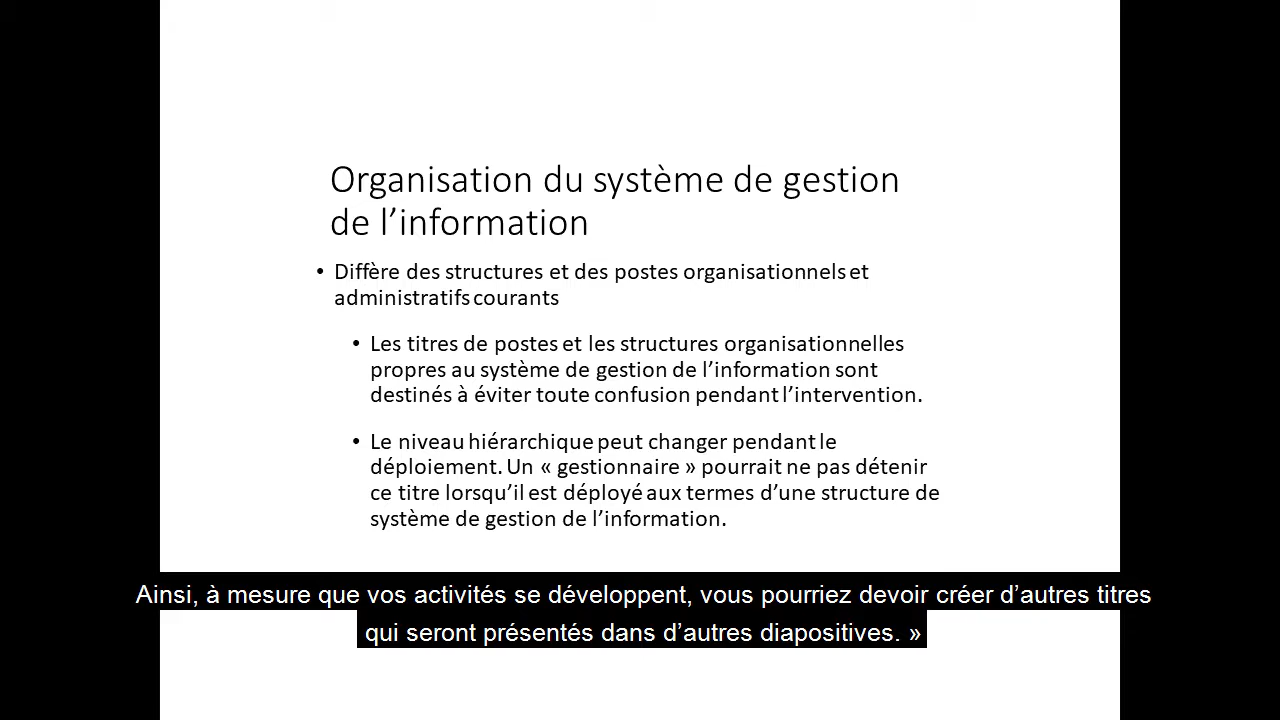 Organisation du système de gestion
de l’information
• Diffère des structures et des postes organisationnels et
administratifs courants
• Les titres de postes et les structures organisationnelles
propres au système de gestion de l’information sont
destinés à éviter toute confusion pendant l’intervention.
• Le niveau hiérarchique peut changer pendant le
déploiement. Un « gestionnaire » pourrait ne pas détenir
ce titre lorsqu’il est déployé aux termes d’une structure de
système de gestion de l’information.
Ainsi, à mesure que vos activités se développent, vous pourriez devoir créer d’autres titres
qui seront présentés dans d’autres diapositives. »